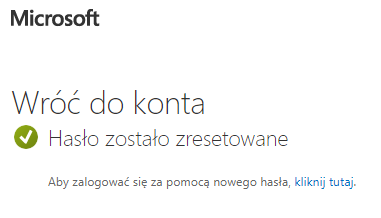 Microsoft
Wróć do konta
Hasło zostało zresetowane
Aby zalogować się za pomocą nowego hasła, kliknij tutaj.